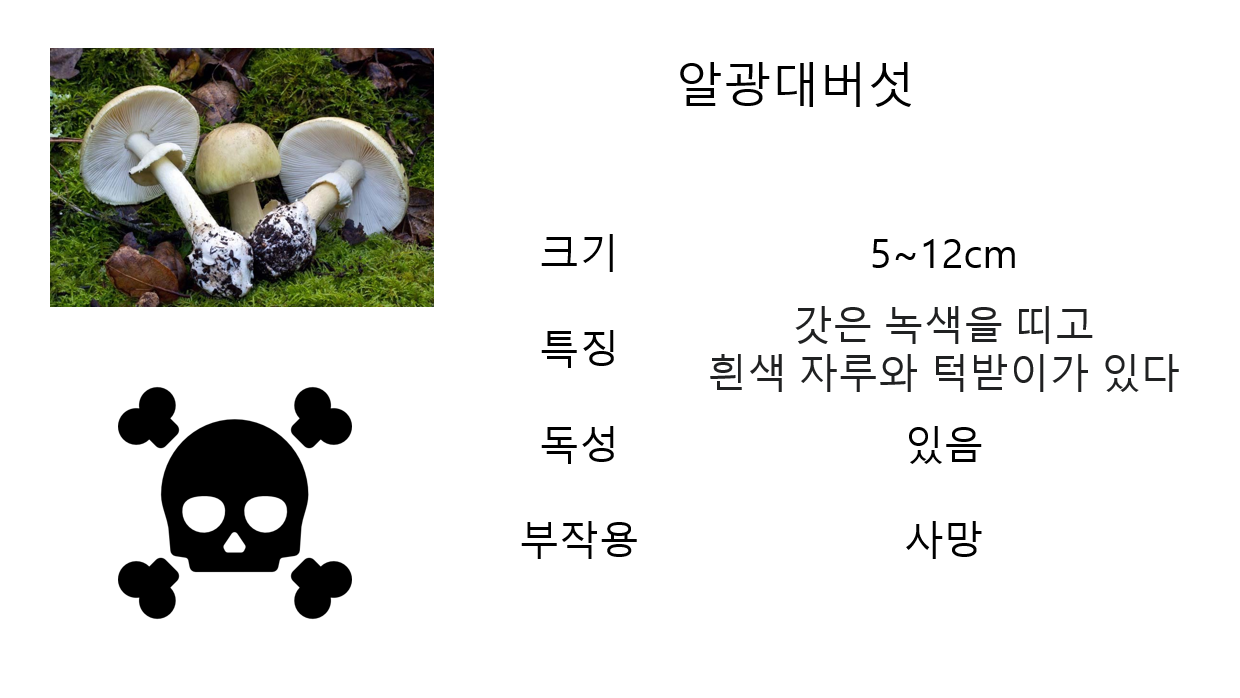 알광대버섯
크기 5~12cm
특징 갓은 녹색을 띠고
흰색 자루와 턱받이가 있다
독성 있음
부작용 사망